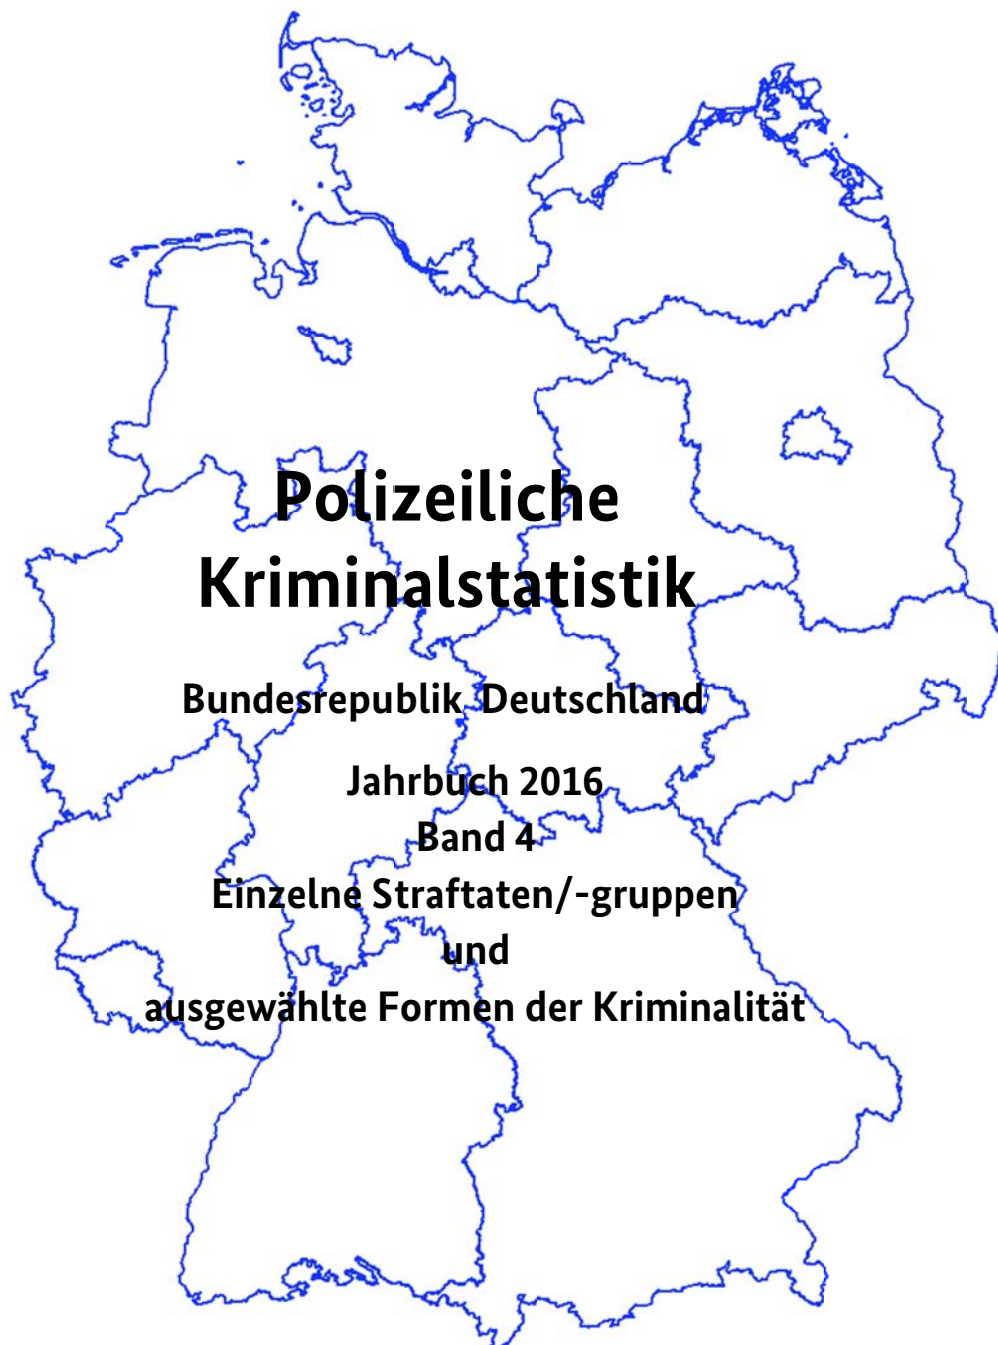 Polizeiliche
Kriminalstatistik
Bundesrepublik Deutschland
Jahrbuch 2016
Band 4
Einzelne Straftaten/-gruppen
und
ausgewählte Formen der Kriminalität